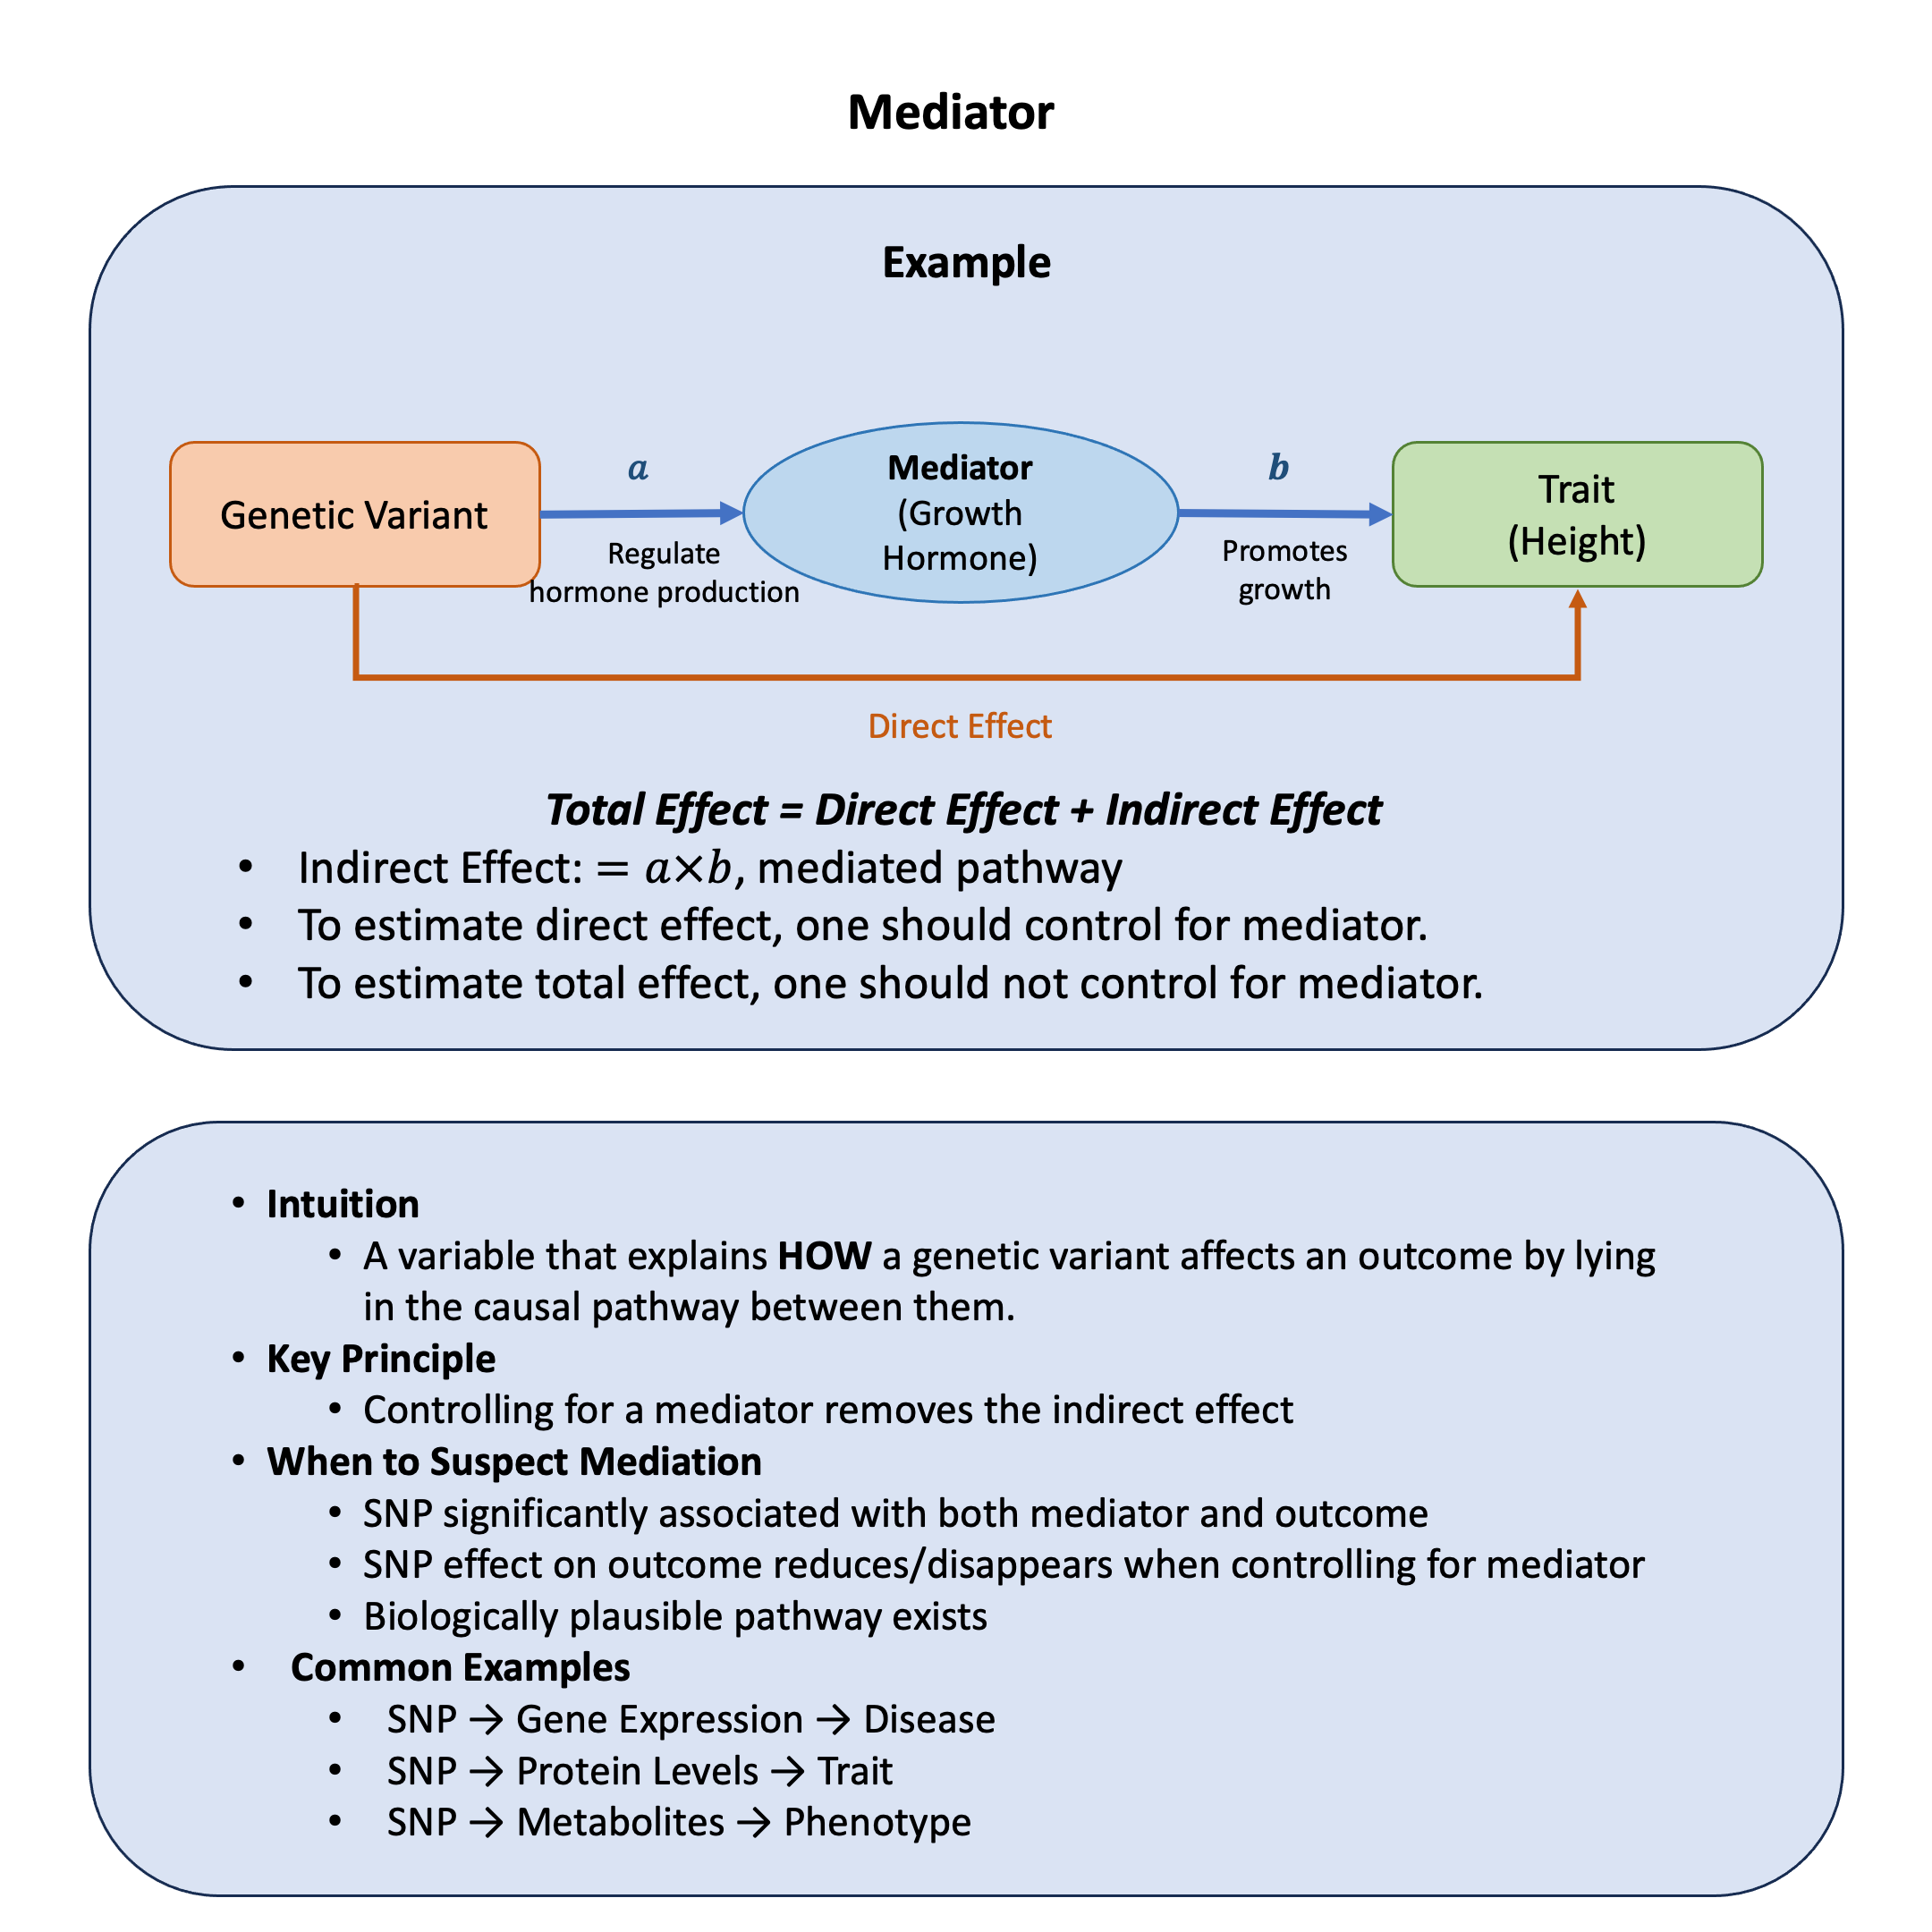 Mediator
Example
Genetic Variant
a
Regulate
hormone production
Mediator
(Growth
Hormone)
b
Promotes
growth
Trait
(Height)
Direct Effect
Total Effect = Direct Effect + Indirect Effect
• Indirect Effect: = a×b, mediated pathway
• To estimate direct effect, one should control for mediator.
• To estimate total effect, one should not control for mediator.
• Intuition
• A variable that explains HOW a genetic variant affects an outcome by lying
in the causal pathway between them.
• Key Principle
• Controlling for a mediator removes the indirect effect
• When to Suspect Mediation
• SNP significantly associated with both mediator and outcome
• SNP effect on outcome reduces/disappears when controlling for mediator
• Biologically plausible pathway exists
• Common Examples
• SNP → Gene Expression → Disease
• SNP → Protein Levels → Trait
• SNP → Metabolites → Phenotype